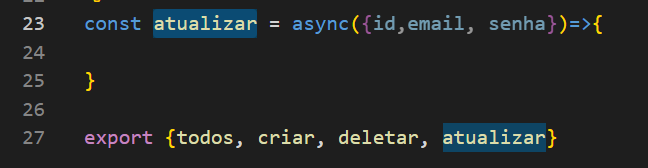 23 const atualizar = async({id,email, senha})=>{
24
25 }
26
27 export {todos, criar, deletar, atualizar}